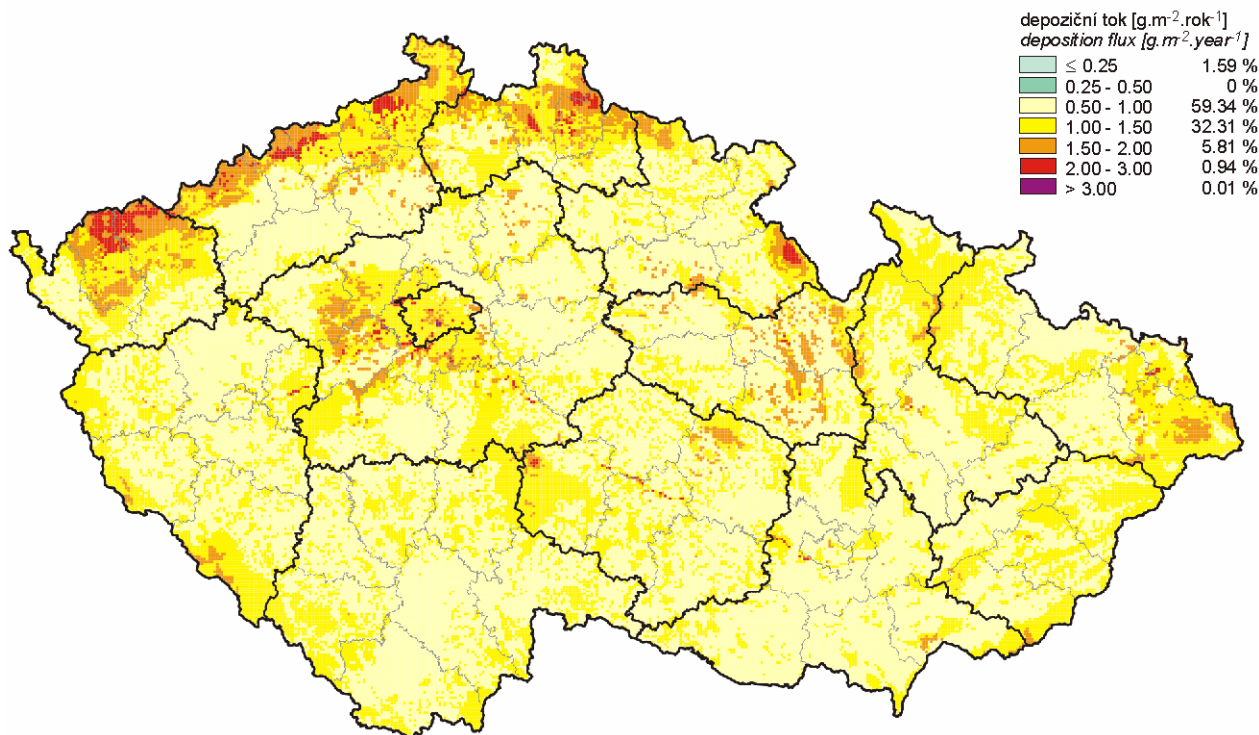 depoziční tok [g.m⁻².rok⁻¹]
deposition flux [g.m⁻².year⁻¹]
≤ 0.25 1.59 %
0.25 - 0.50 0 %
0.50 - 1.00 59.34 %
1.00 - 1.50 32.31 %
1.50 - 2.00 5.81 %
2.00 - 3.00 0.94 %
> 3.00 0.01 %